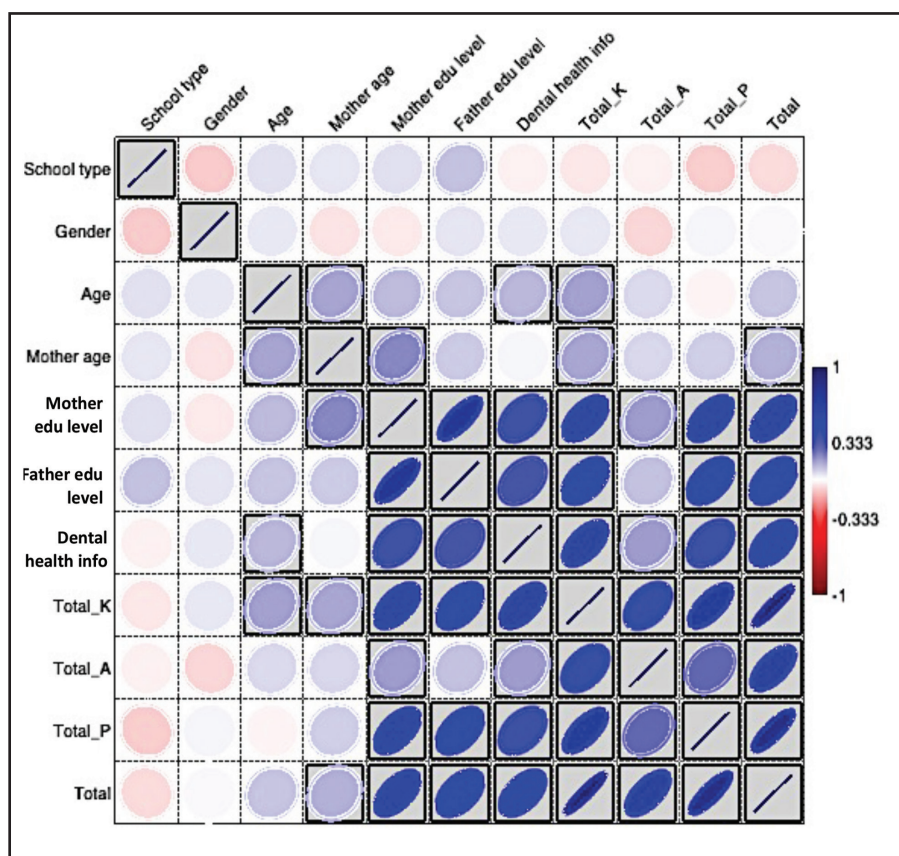 School type
Gender
Age
Mother age
Mother edu level
Father edu level
Dental health info
Total_K
Total_A
Total_P
Total
School type
Gender
Age
Mother age
Mother
edu level
Father edu
level
Dental
health info
Total_K
Total_A
Total_P
Total
1
0.333
-0.333
-1